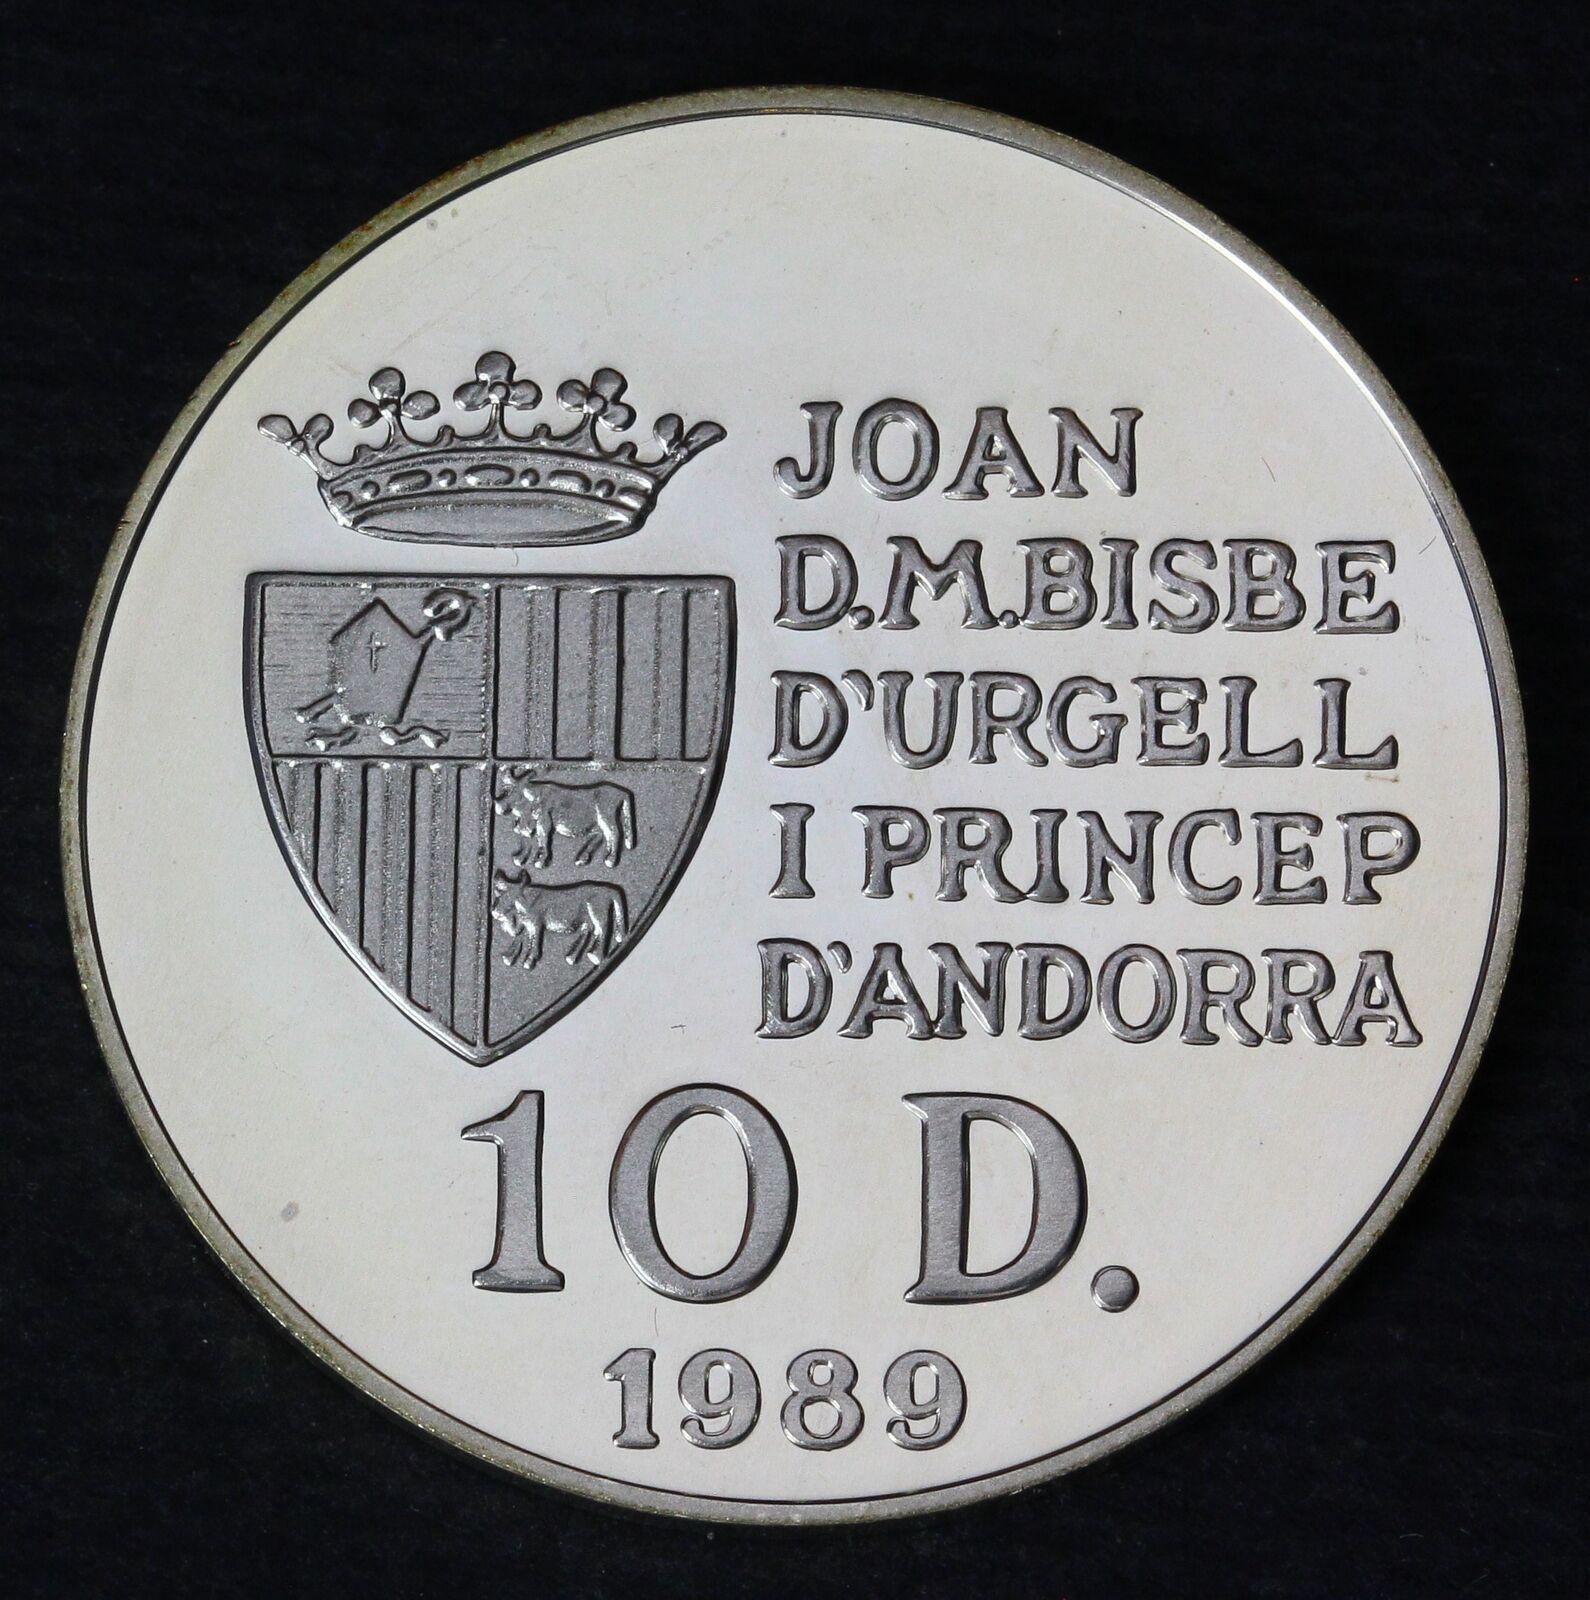 JOAN
D.M.BISBE
D'URGELL
I PRINCEP
D'ANDORRA
10 D.
1989